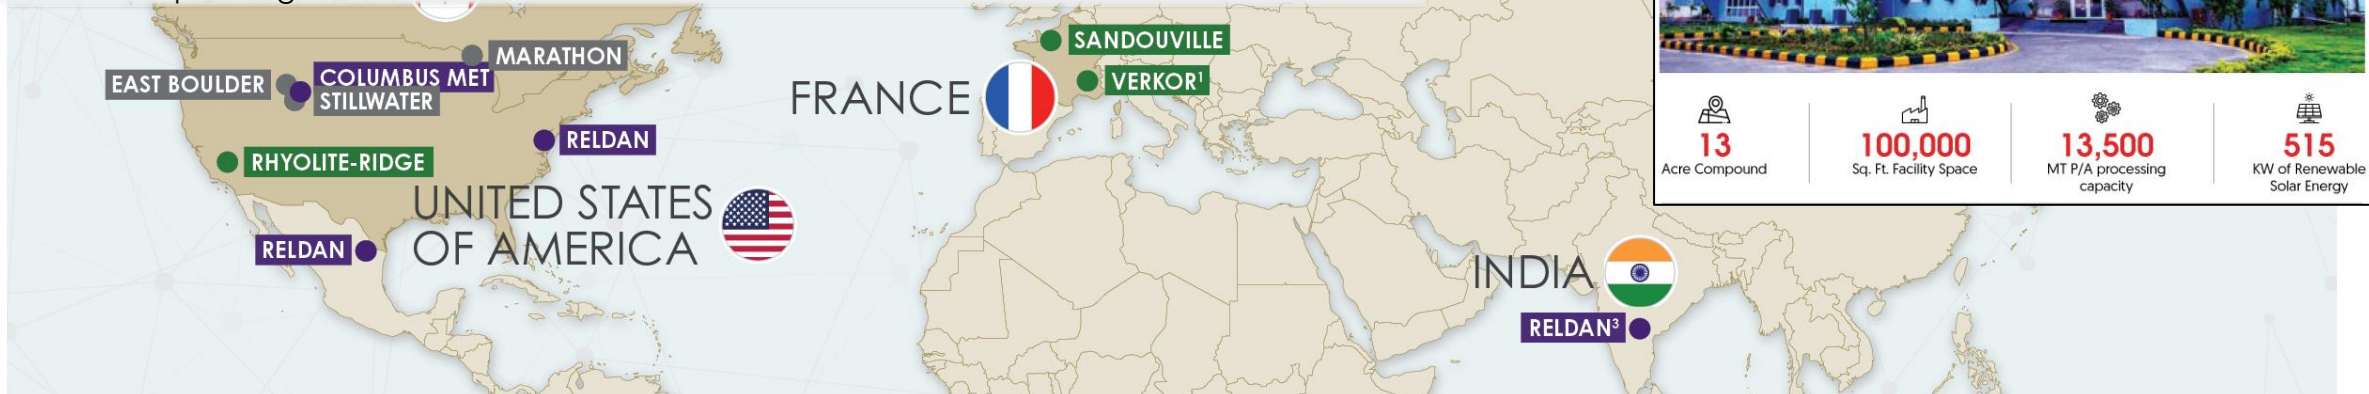 MARATHON
EAST BOULDER
COLUMBUS MET
STILLWATER
RELDAN
RHYOLITE-RIDGE
UNITED STATES
OF AMERICA
RELDAN
FRANCE
SANDOUVILLE
VERKOR¹
INDIA
RELDAN³
13
Acre Compound
100,000
Sq. Ft. Facility Space
13,500
MT P/A processing
capacity
515
KW of Renewable
Solar Energy